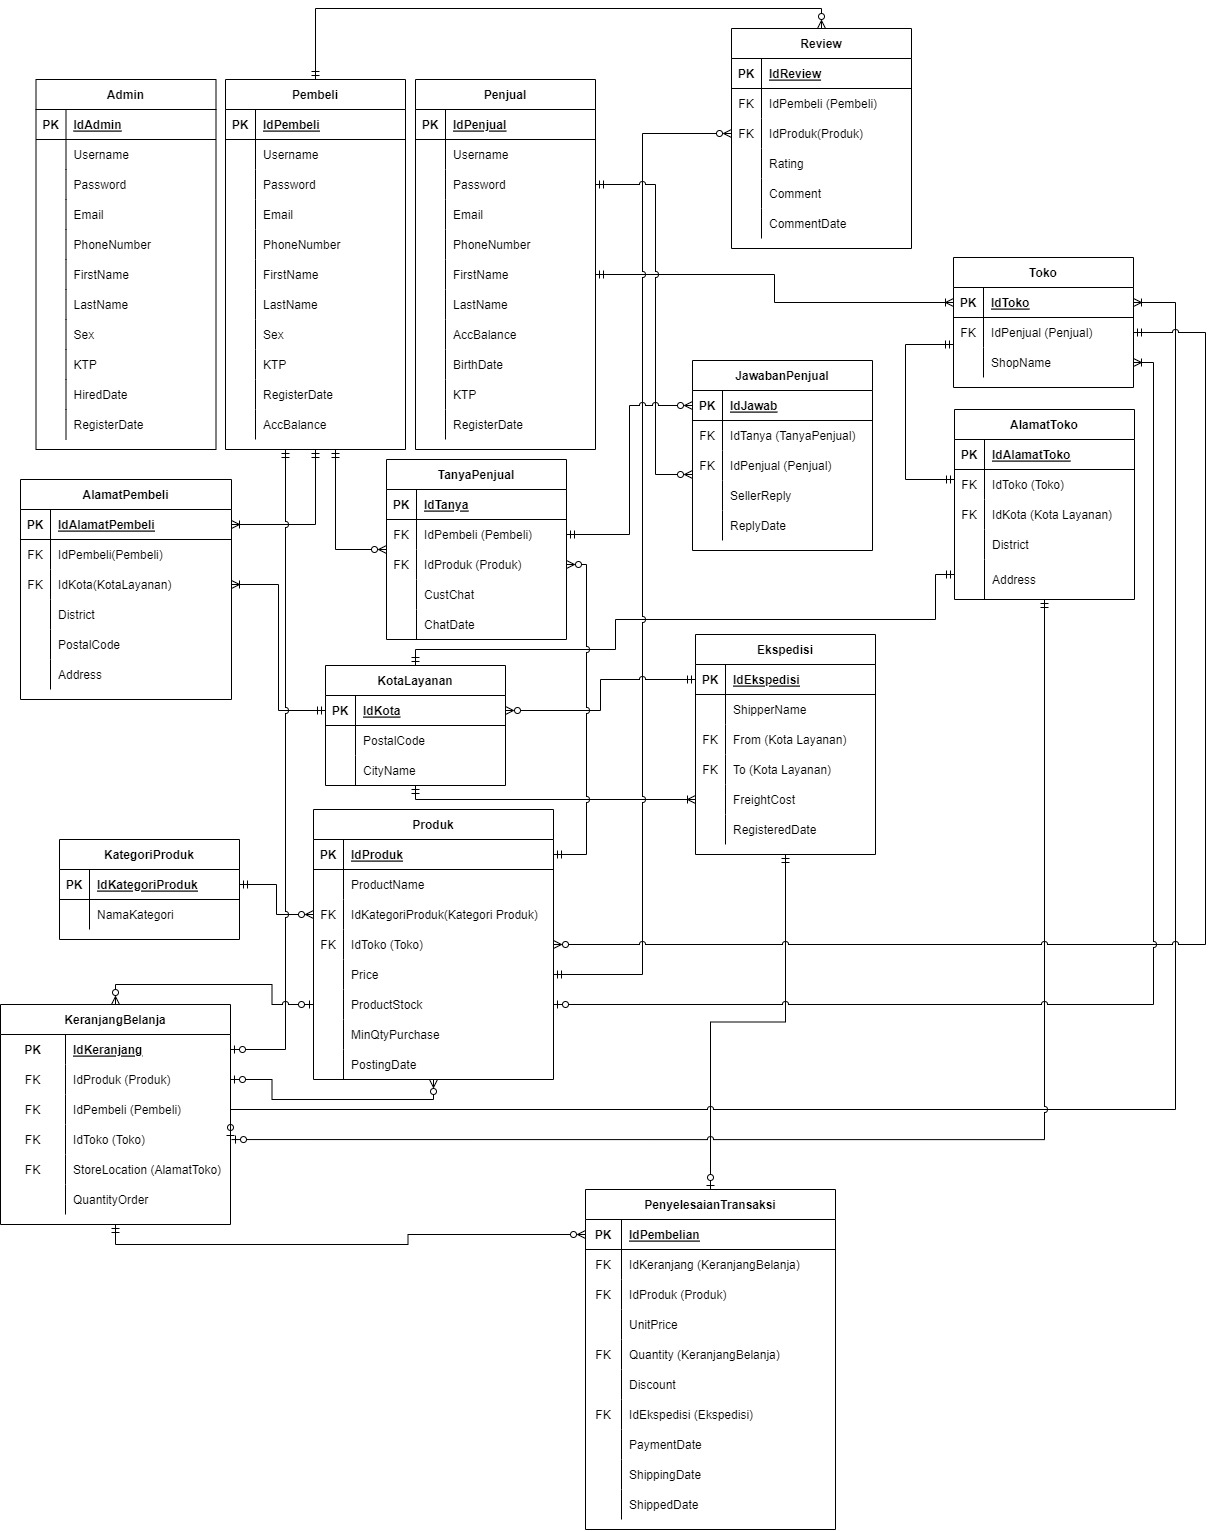 Review
PK IdReview
FK IdPembeli (Pembeli)
FK IdProduk(Produk)
Rating
Comment
CommentDate
Admin
PK IdAdmin
Username
Password
Email
PhoneNumber
FirstName
LastName
Sex
KTP
HiredDate
RegisterDate
Pembeli
PK IdPembeli
Username
Password
Email
PhoneNumber
FirstName
LastName
Sex
KTP
RegisterDate
AccBalance
Penjual
PK IdPenjual
Username
Password
Email
PhoneNumber
FirstName
LastName
AccBalance
BirthDate
KTP
RegisterDate
Toko
PK IdToko
FK IdPenjual (Penjual)
ShopName
JawabanPenjual
PK IdJawab
FK IdTanya (TanyaPenjual)
FK IdPenjual (Penjual)
SellerReply
ReplyDate
AlamatToko
PK IdAlamatToko
FK IdToko (Toko)
FK IdKota (Kota Layanan)
District
Address
TanyaPenjual
PK IdTanya
FK IdPembeli (Pembeli)
FK IdProduk (Produk)
CustChat
ChatDate
AlamatPembeli
PK IdAlamatPembeli
FK IdPembeli(Pembeli)
FK IdKota(KotaLayanan)
District
PostalCode
Address
Ekspedisi
PK IdEkspedisi
ShipperName
FK From (Kota Layanan)
FK To (Kota Layanan)
FreightCost
RegisteredDate
KotaLayanan
PK IdKota
PostalCode
CityName
Produk
PK IdProduk
ProductName
FK IdKategoriProduk(Kategori Produk)
FK IdToko (Toko)
Price
ProductStock
MinQtyPurchase
PostingDate
KategoriProduk
PK IdKategoriProduk
NamaKategori
KeranjangBelanja
PK IdKeranjang
FK IdProduk (Produk)
FK IdPembeli (Pembeli)
FK IdToko (Toko)
FK StoreLocation (AlamatToko)
QuantityOrder
PenyelesaianTransaksi
PK IdPembelian
FK IdKeranjang (KeranjangBelanja)
FK IdProduk (Produk)
UnitPrice
FK Quantity (KeranjangBelanja)
Discount
FK IdEkspedisi (Ekspedisi)
PaymentDate
ShippingDate
ShippedDate